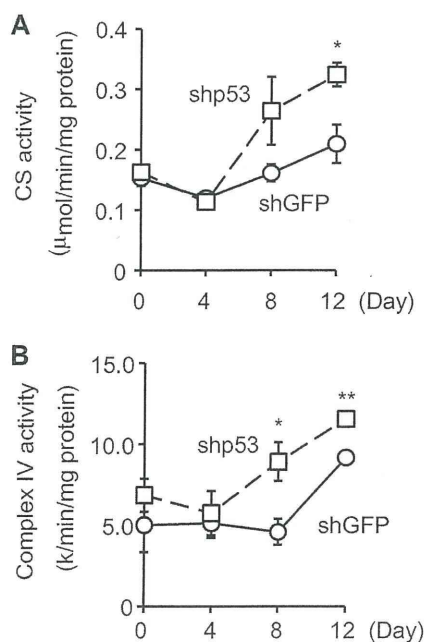 A
CS activity
(μmol/min/mg protein)
0.4
0.3
0.2
0.1
0
*
shp53
shGFP
0 4 8 12 (Day)
B
Complex IV activity
(k/min/mg protein)
15.0
10.0
5.0
0
*
**
shp53
shGFP
0 4 8 12 (Day)